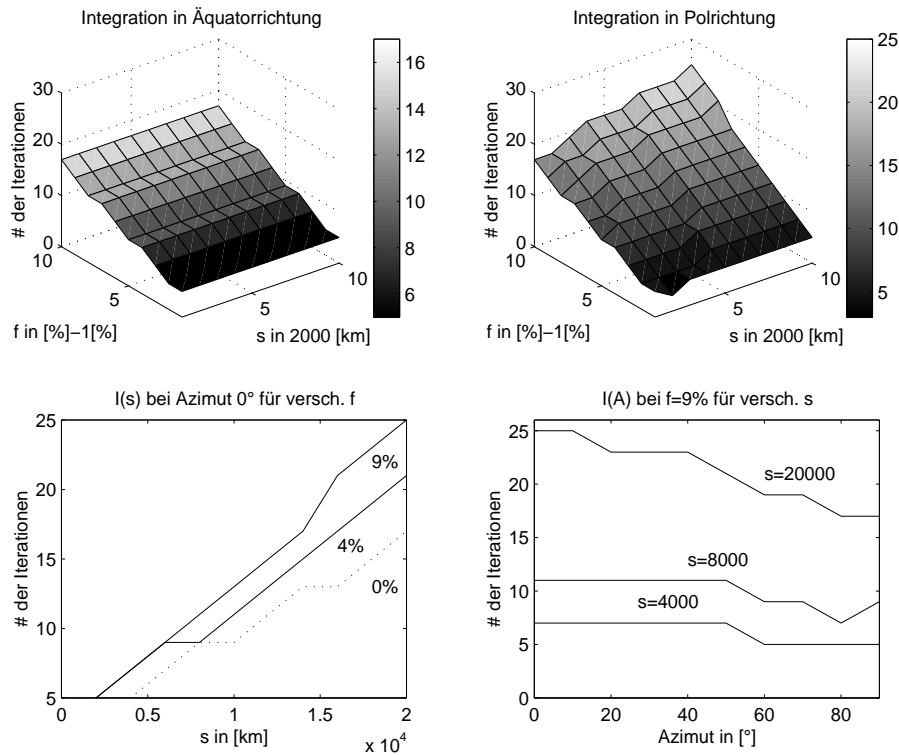 Integration in Äquatorrichtung
30
20
10
0
# der Iterationen
10
5
f in [%]−1[%]
5
10
s in 2000 [km]
16
14
12
10
8
6
Integration in Polrichtung
30
20
10
0
# der Iterationen
10
5
f in [%]−1[%]
5
10
s in 2000 [km]
25
20
15
10
5
I(s) bei Azimut 0° für versch. f
25
20
15
10
5
# der Iterationen
9%
4%
0%
0
0.5
1
1.5
2
s in [km]
x 10^4
I(A) bei f=9% für versch. s
25
20
15
10
5
0
# der Iterationen
s=20000
s=8000
s=4000
0
20
40
60
80
Azimut in [°]